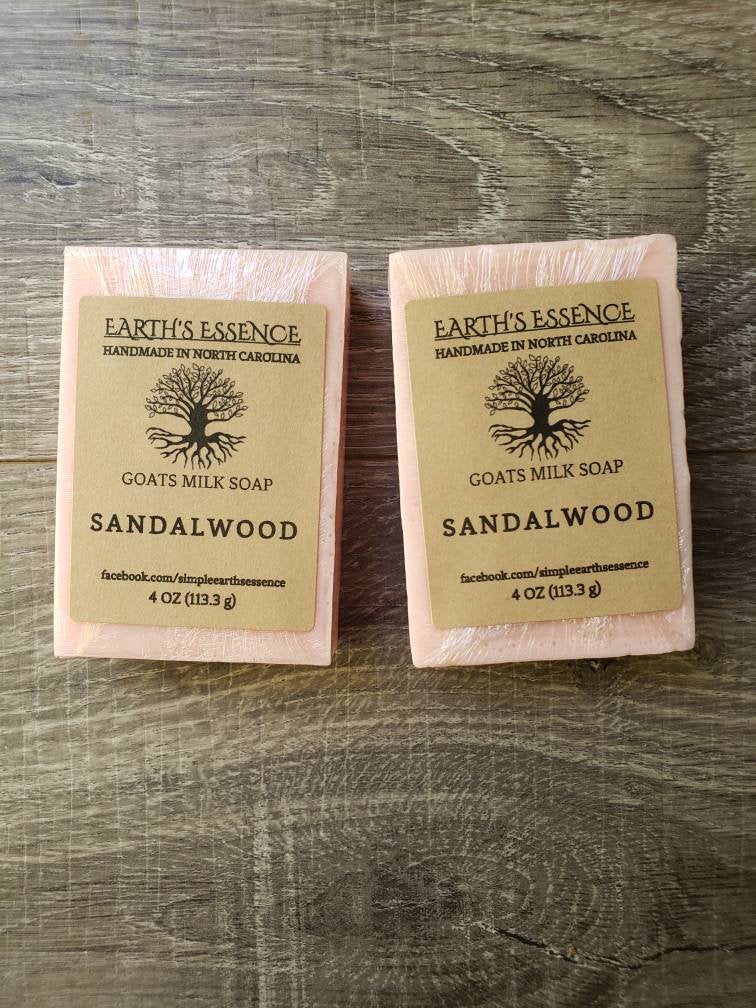 EARTH'S ESSENCE
HANDMADE IN NORTH CAROLINA
GOATS MILK SOAP
SANDALWOOD
facebook.com/simpleearthsessence
4 OZ (113.3 g)
EARTH'S ESSENCE
HANDMADE IN NORTH CAROLINA
GOATS MILK SOAP
SANDALWOOD
facebook.com/simpleearthsessence
4 OZ (113.3 g)